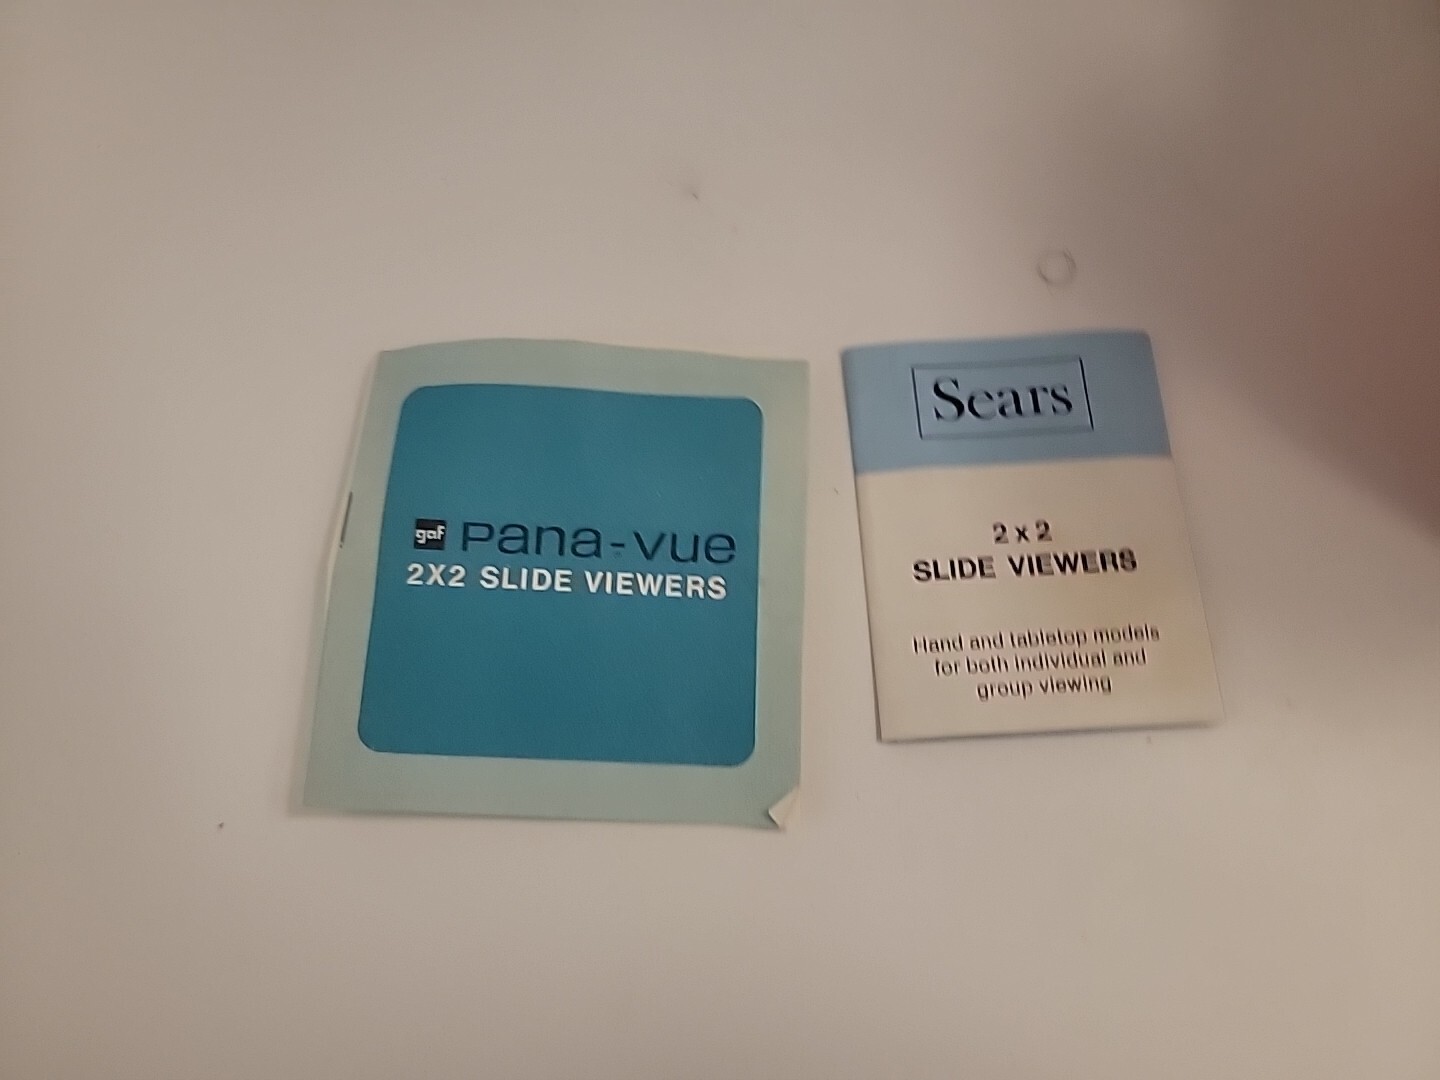 gaf Pana-Vue
2X2 SLIDE VIEWERS
Sears
2 x 2
SLIDE VIEWERS
Hand and tabletop models
for both individual and
group viewing